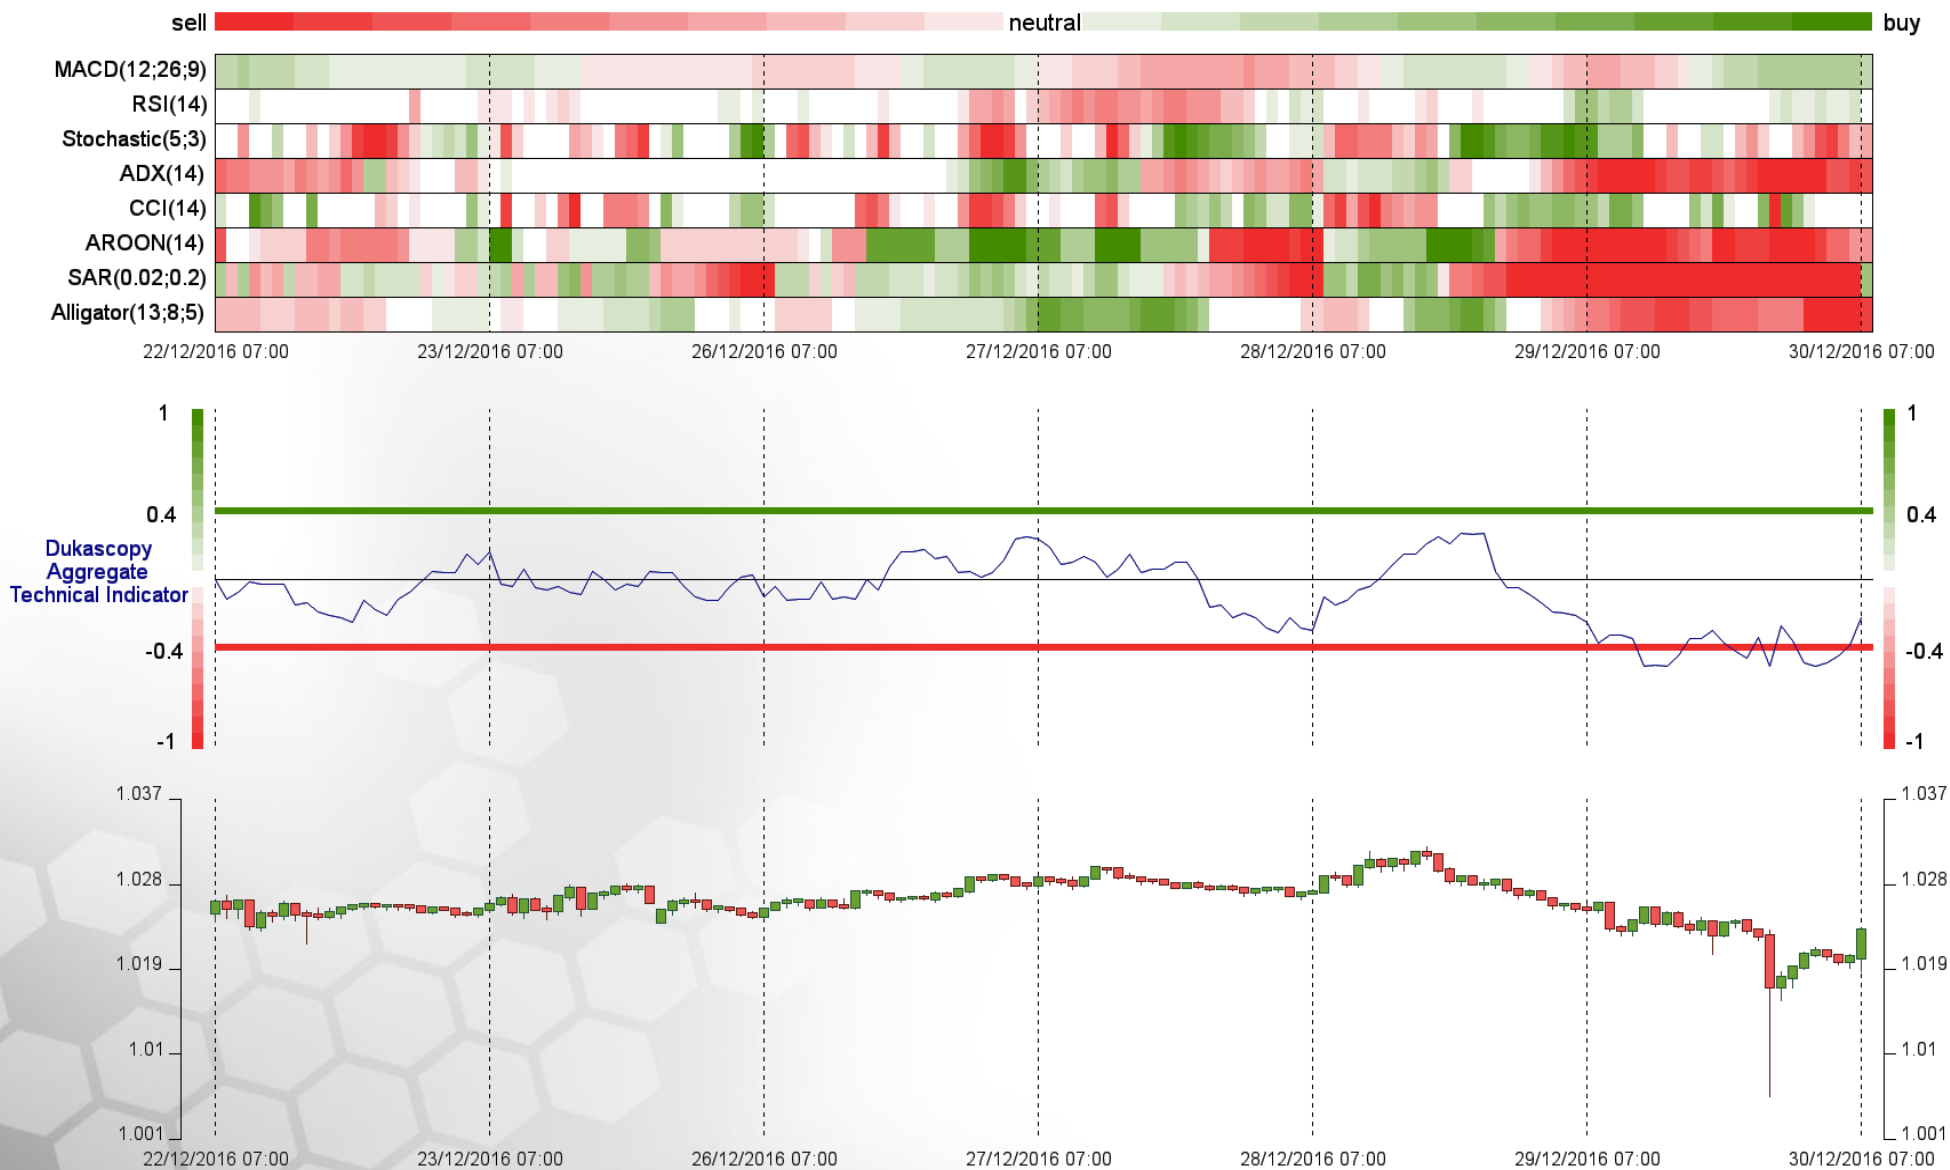 sell neutral buy
MACD(12;26;9)
RSI(14)
Stochastic(5;3)
ADX(14)
CCI(14)
AROON(14)
SAR(0.02;0.2)
Alligator(13;8;5)
22/12/2016 07:00 23/12/2016 07:00 26/12/2016 07:00 27/12/2016 07:00 28/12/2016 07:00 29/12/2016 07:00 30/12/2016 07:00
1 1
0.4 0.4
Dukascopy
Aggregate
Technical Indicator
-0.4 -0.4
-1 -1
1.037 1.037
1.028 1.028
1.019 1.019
1.01 1.01
1.001 1.001
22/12/2016 07:00 23/12/2016 07:00 26/12/2016 07:00 27/12/2016 07:00 28/12/2016 07:00 29/12/2016 07:00 30/12/2016 07:00